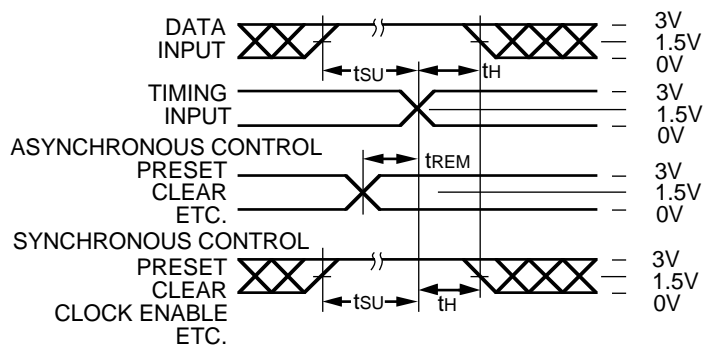 DATA INPUT
3V
1.5V
0V
tSU
tH
TIMING INPUT
3V
1.5V
0V
ASYNCHRONOUS CONTROL
tREM
PRESET
CLEAR
ETC.
3V
1.5V
0V
SYNCHRONOUS CONTROL
PRESET
CLEAR
CLOCK ENABLE
ETC.
3V
1.5V
0V
tSU
tH